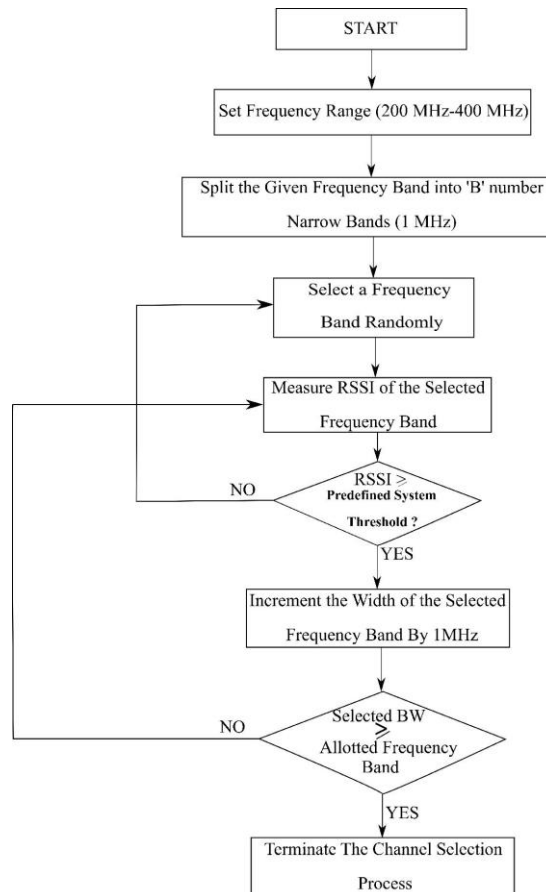 START
Set Frequency Range (200 MHz-400 MHz)
Split the Given Frequency Band into 'B' number
Narrow Bands (1 MHz)
Select a Frequency
Band Randomly
Measure RSSI of the Selected
Frequency Band
RSSI ⩾
NO
Predefined System
Threshold ?
YES
Increment the Width of the Selected
Frequency Band By 1MHz
Selected BW
NO
⩾
Allotted Frequency
Band
YES
Terminate The Channel Selection
Process